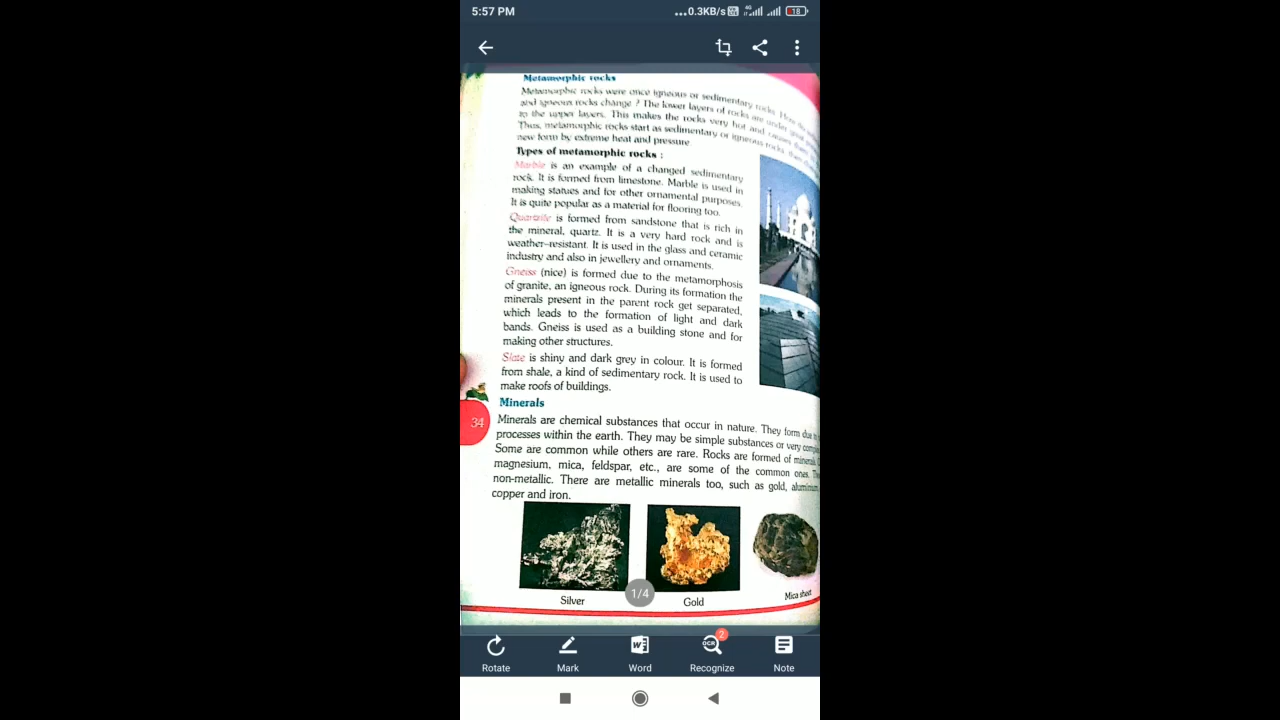 5:57 PM
...0.3KB/s
4G
18
Metamorphic rocks
Metamorphic rocks were once igneous or sedimentary rocks. How
and igneous rocks change ? The lower layers of rocks are under
to the upper layers. This makes the rocks very hot and causes
Thus, metamorphic rocks start as sedimentary or igneous rocks,
new form by extreme heat and pressure
Types of metamorphic rocks :
Marble is an example of a changed sedimentary
rock. It is formed from limestone. Marble is used in
making statues and for other ornamental purposes.
It is quite popular as a material for flooring too.
Quartzite is formed from sandstone that is rich in
the mineral, quartz. It is a very hard rock and is
weather-resistant. It is used in the glass and ceramic
industry and also in jewellery and ornaments.
Gneiss (nice) is formed due to the metamorphosis
of granite, an igneous rock. During its formation the
minerals present in the parent rock get separated,
which leads to the formation of light and dark
bands. Gneiss is used as a building stone and for
making other structures.
Slate is shiny and dark grey in colour. It is formed
from shale, a kind of sedimentary rock. It is used to
make roofs of buildings.
Minerals
34
Minerals are chemical substances that occur in nature. They form due to
processes within the earth. They may be simple substances or very
Some are common while others are rare. Rocks are formed of
magnesium, mica, feldspar, etc., are some of the common ones.
non-metallic. There are metallic minerals too, such as gold,
copper and iron.
1/4
Silver
Gold
Mica sheet
Rotate
Mark
Word
OCR
2
Recognize
Note